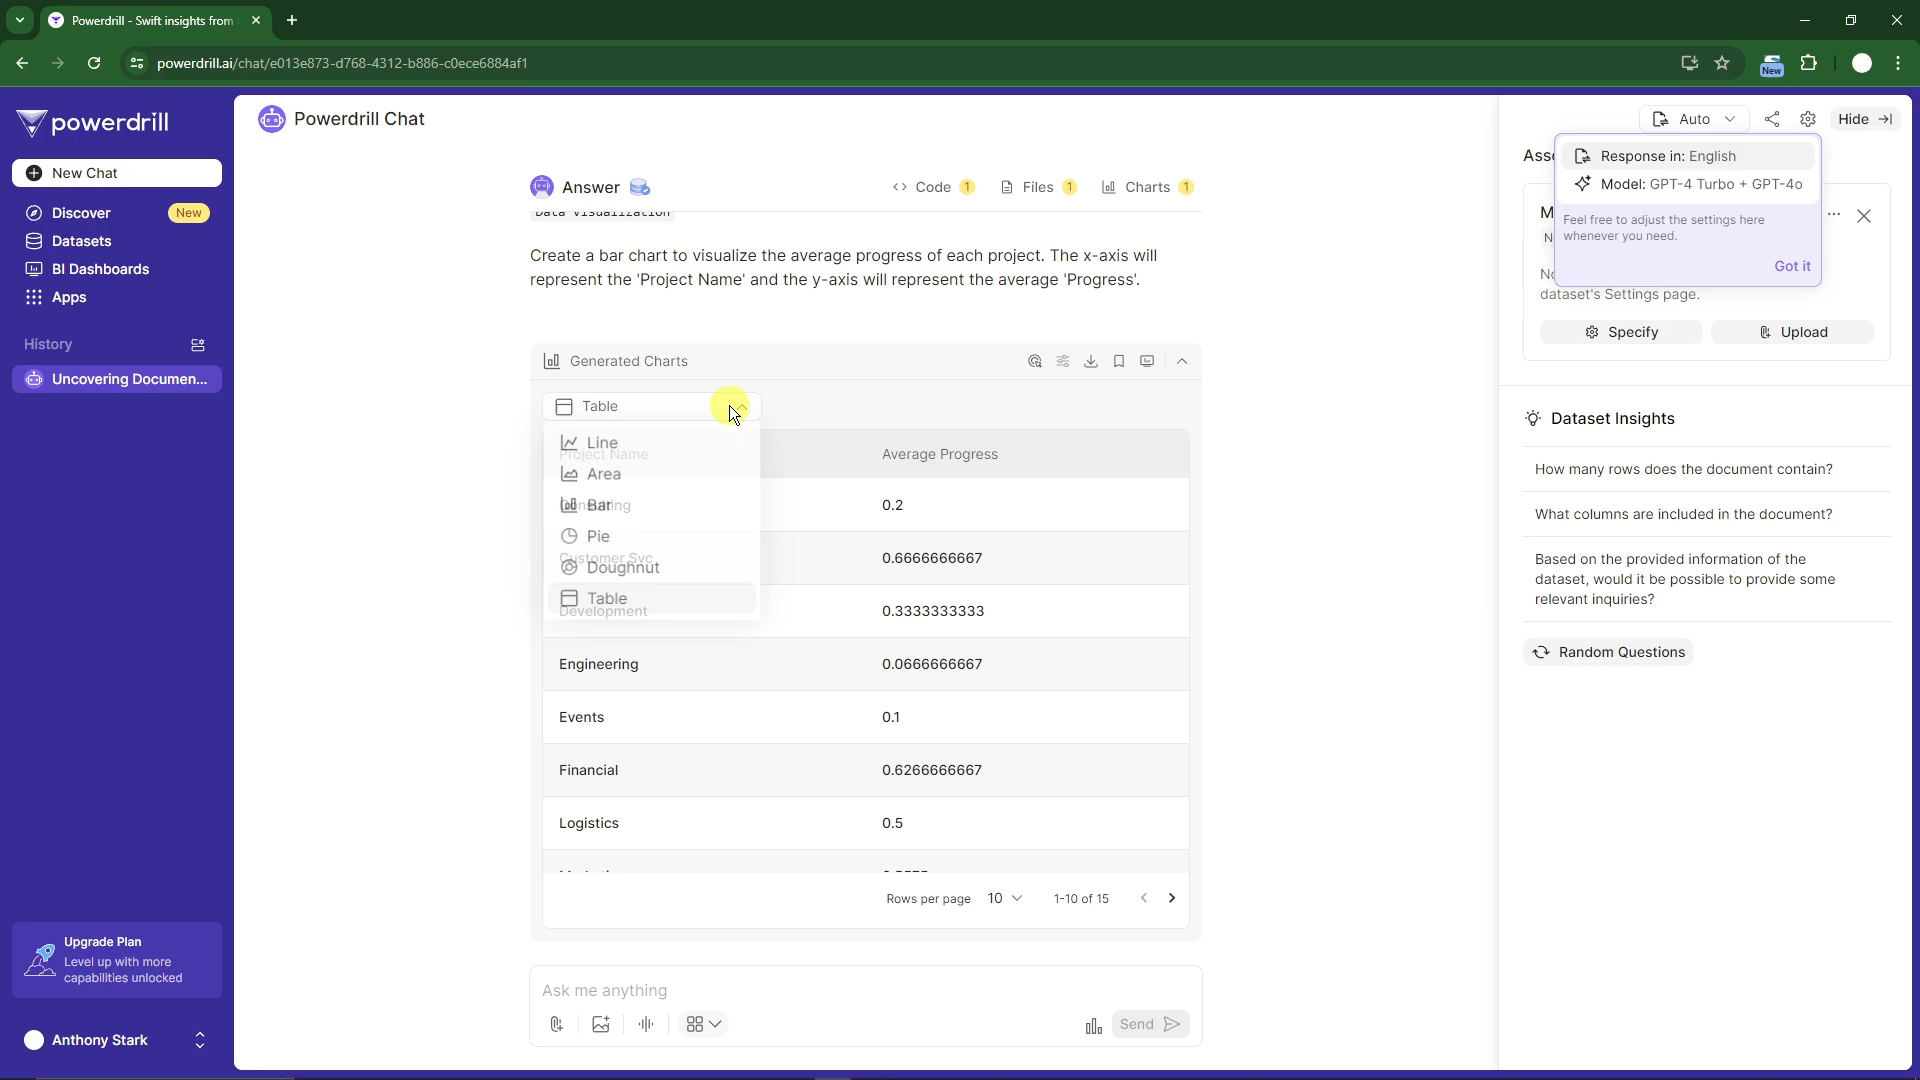 Powerdrill - Swift insights from
powerdrill.ai/chat/e013e873-d768-4312-b886-c0ece6884af1
New
powerdrill
New Chat
Discover
New
Datasets
BI Dashboards
Apps
History
Uncovering Documen...
Upgrade Plan
Level up with more
capabilities unlocked
Anthony Stark
Powerdrill Chat
Answer
Code 1
Files 1
Charts 1
Data Visualization
Create a bar chart to visualize the average progress of each project. The x-axis will
represent the 'Project Name' and the y-axis will represent the average 'Progress'.
Generated Charts
Table
Line
Area
Bar
Pie
Doughnut
Table
Project Name
Average Progress
Consulting
0.2
Customer Svc
0.6666666667
Development
0.3333333333
Engineering
0.0666666667
Events
0.1
Financial
0.6266666667
Logistics
0.5
Rows per page
10
1-10 of 15
Ask me anything
Send
Auto
Hide
Response in: English
Model: GPT-4 Turbo + GPT-4o
Feel free to adjust the settings here
whenever you need.
Got it
dataset's Settings page.
Specify
Upload
Dataset Insights
How many rows does the document contain?
What columns are included in the document?
Based on the provided information of the
dataset, would it be possible to provide some
relevant inquiries?
Random Questions